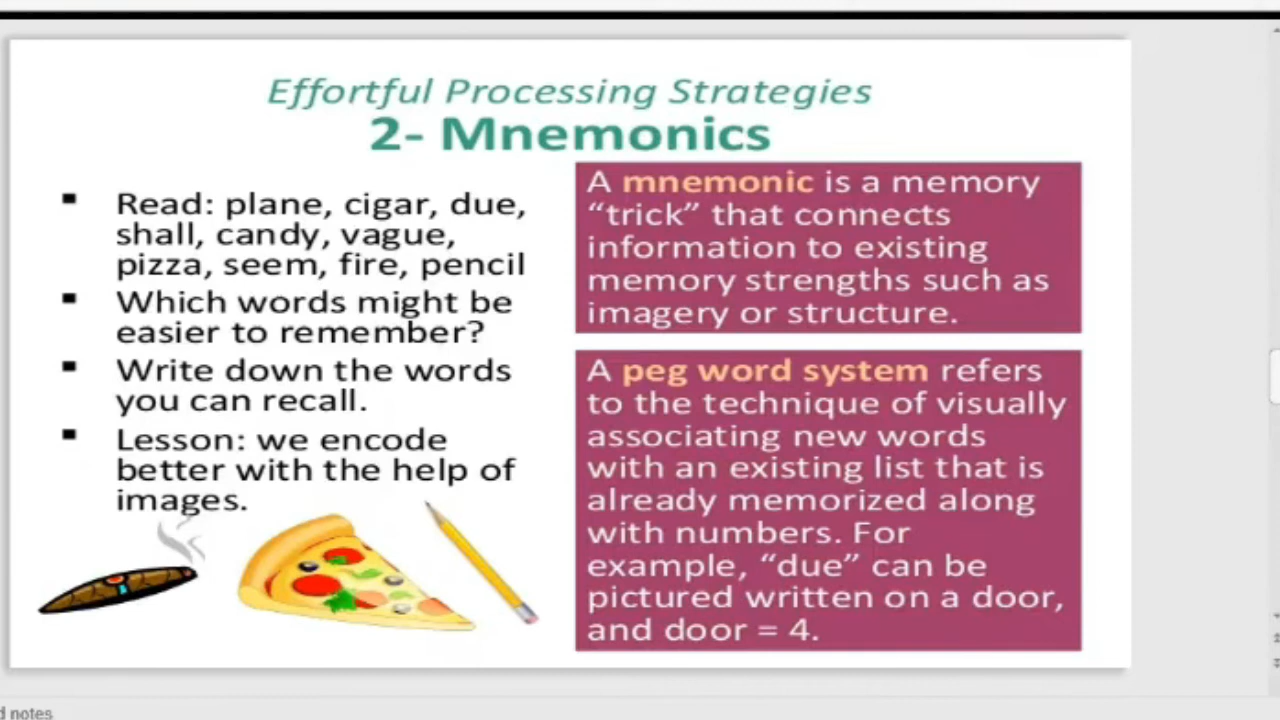 Effortful Processing Strategies
2- Mnemonics
▪ Read: plane, cigar, due,
shall, candy, vague,
pizza, seem, fire, pencil
▪ Which words might be
easier to remember?
▪ Write down the words
you can recall.
▪ Lesson: we encode
better with the help of
images.
A mnemonic is a memory
“trick” that connects
information to existing
memory strengths such as
imagery or structure.
A peg word system refers
to the technique of visually
associating new words
with an existing list that is
already memorized along
with numbers. For
example, “due” can be
pictured written on a door,
and door = 4.
d notes